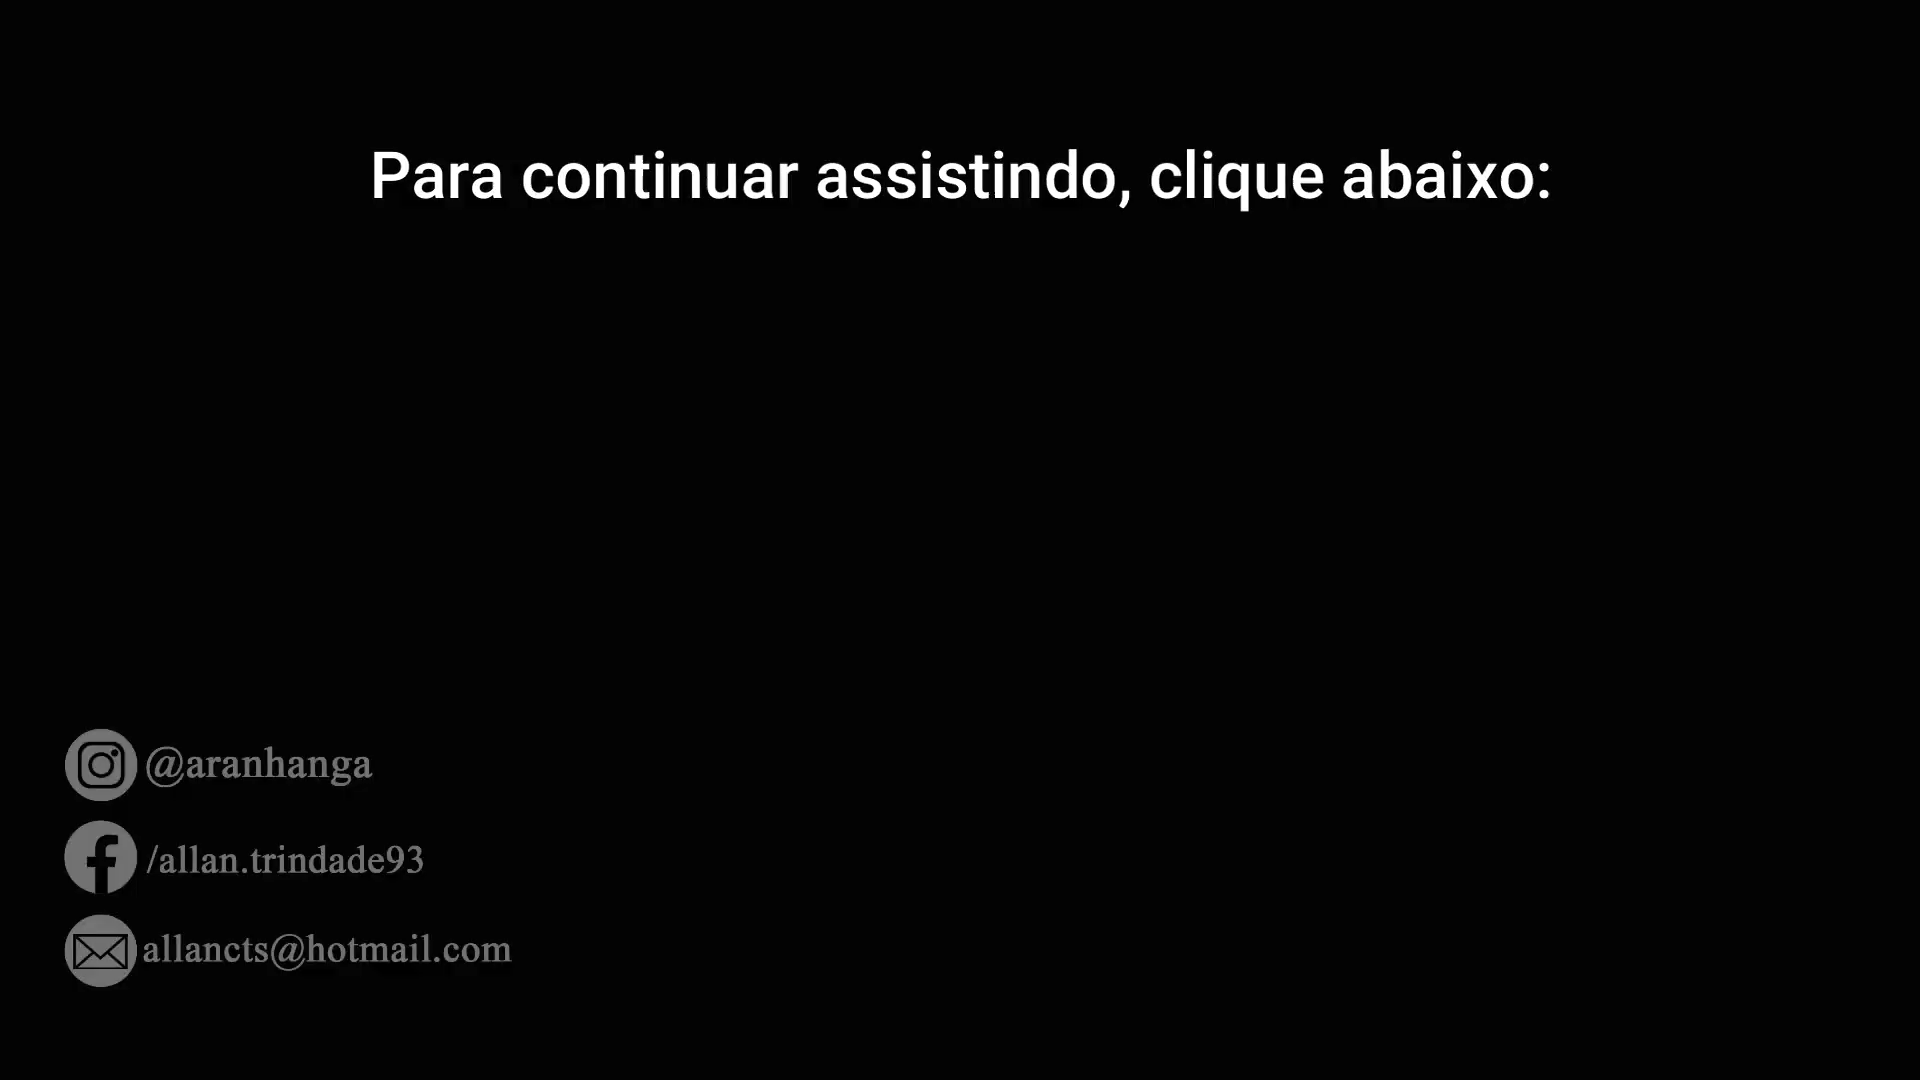 Para continuar assistindo, clique abaixo:
@aranhanga
/allan.trindade93
allancts@hotmail.com